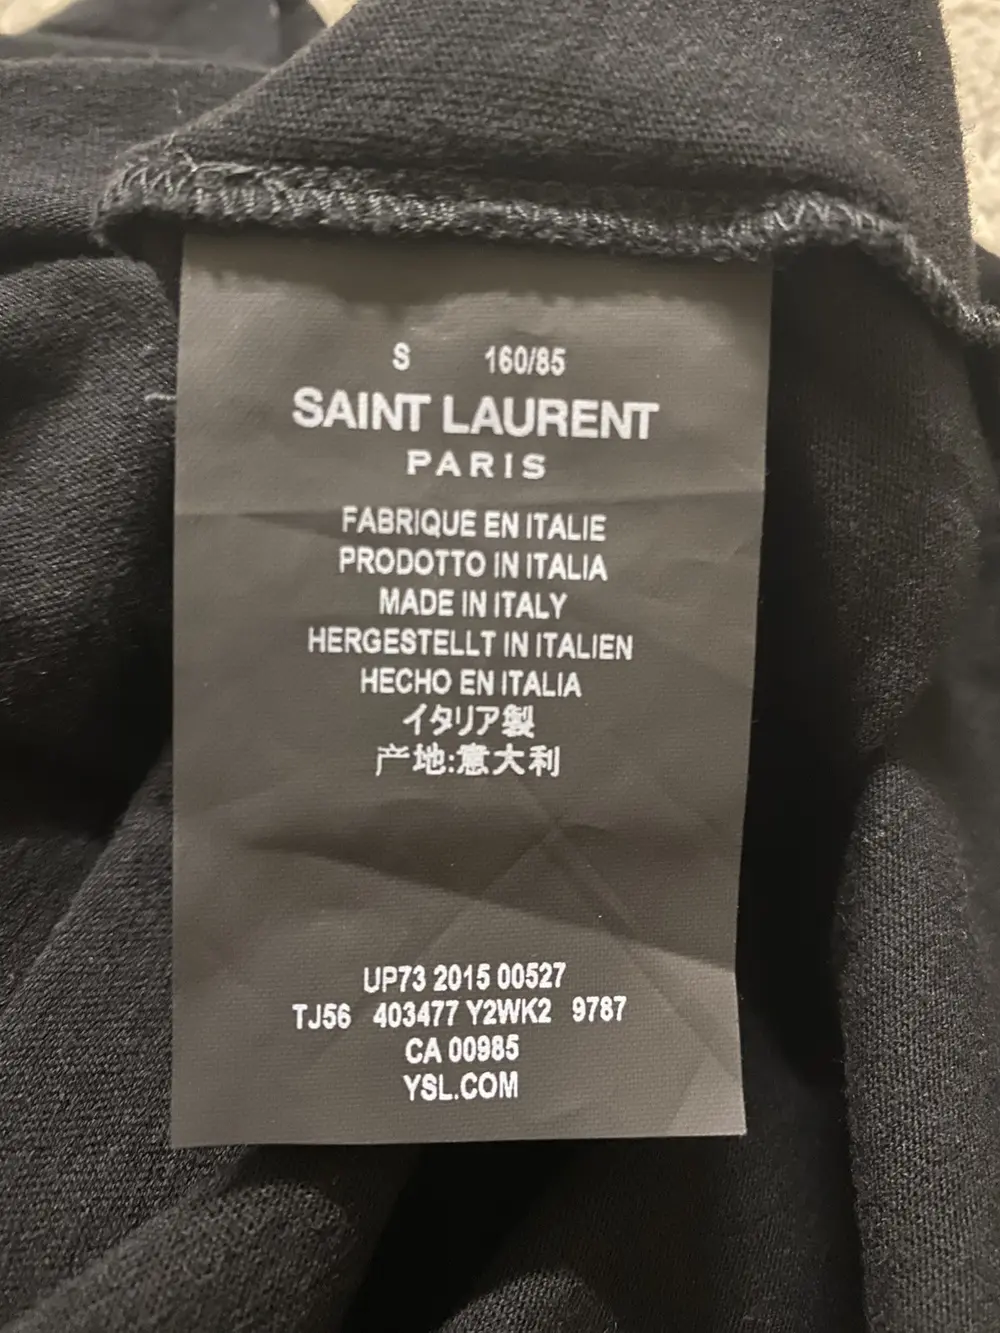 S 160/85
SAINT LAURENT
PARIS
FABRIQUE EN ITALIE
PRODOTTO IN ITALIA
MADE IN ITALY
HERGESTELLT IN ITALIEN
HECHO EN ITALIA
イタリア製
产地:意大利
UP73 2015 00527
TJ56 403477 Y2WK2 9787
CA 00985
YSL.COM